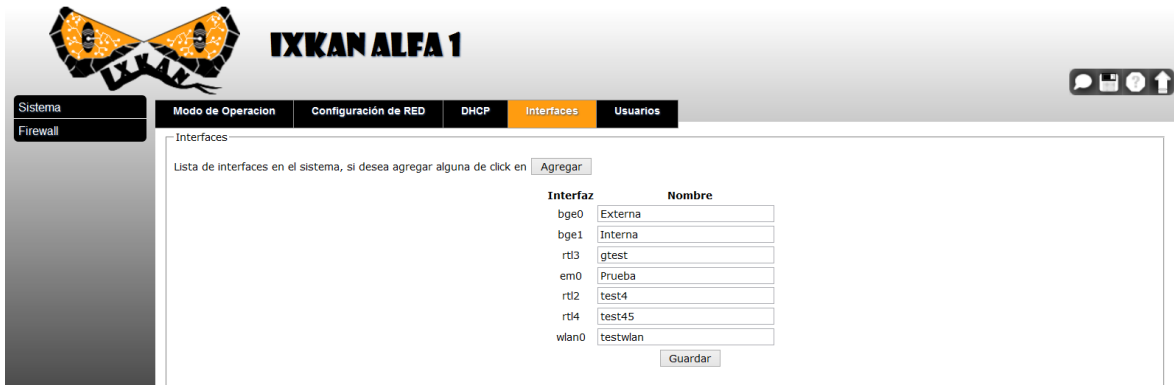 IXKAN
IXKAN ALFA 1
Sistema
Firewall
Modo de Operacion Configuración de RED DHCP Interfaces Usuarios
Interfaces
Lista de interfaces en el sistema, si desea agregar alguna de click en Agregar
Interfaz Nombre
bge0 Externa
bge1 Interna
rtl3 gtest
em0 Prueba
rtl2 test4
rtl4 test45
wlan0 testwlan
Guardar